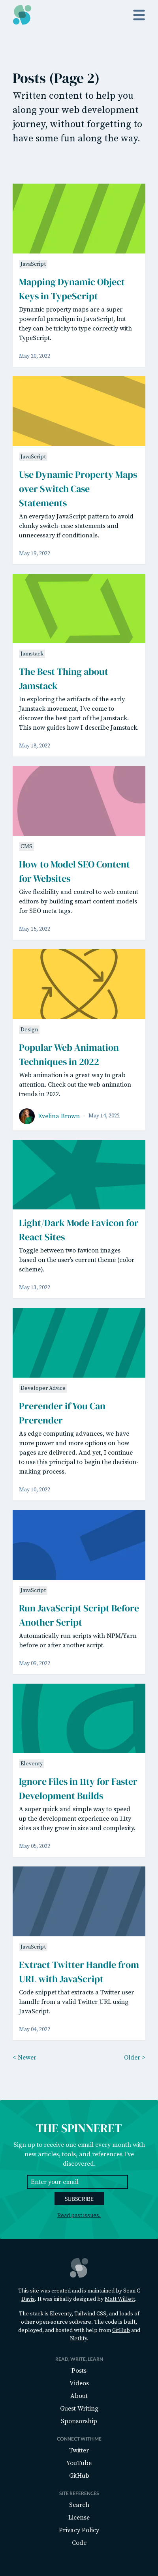 Posts (Page 2)
Written content to help you
along your web development
journey, without forgetting to
have some fun along the way.
JavaScript
Mapping Dynamic Object
Keys in TypeScript
Dynamic property maps are a super
powerful paradigm in JavaScript, but
they can be tricky to type correctly with
TypeScript.
May 20, 2022
JavaScript
Use Dynamic Property Maps
over Switch Case
Statements
An everyday JavaScript pattern to avoid
clunky switch-case statements and
unnecessary if conditionals.
May 19, 2022
Jamstack
The Best Thing about
Jamstack
In exploring the artifacts of the early
Jamstack movement, I've come to
discover the best part of the Jamstack.
This now guides how I describe Jamstack.
May 18, 2022
CMS
How to Model SEO Content
for Websites
Give flexibility and control to web content
editors by building smart content models
for SEO meta tags.
May 15, 2022
Design
Popular Web Animation
Techniques in 2022
Web animation is a great way to grab
attention. Check out the web animation
trends in 2022.
Evelina Brown May 14, 2022
Light/Dark Mode Favicon for
React Sites
Toggle between two favicon images
based on the user's current theme (color
scheme).
May 13, 2022
Developer Advice
Prerender if You Can
Prerender
As edge computing advances, we have
more power and more options on how
pages are delivered. And yet, I continue
to use this principal to begin the decision-
making process.
May 10, 2022
JavaScript
Run JavaScript Script Before
Another Script
Automatically run scripts with NPM/Yarn
before or after another script.
May 09, 2022
Eleventy
Ignore Files in 11ty for Faster
Development Builds
A super quick and simple way to speed
up the development experience on 11ty
sites as they grow in size and complexity.
May 05, 2022
JavaScript
Extract Twitter Handle from
URL with JavaScript
Code snippet that extracts a Twitter user
handle from a valid Twitter URL using
JavaScript.
May 04, 2022
< Newer Older >
THE SPINNERET
Sign up to receive one email every month with
new articles, tools, and references I've
discovered.
Enter your email
SUBSCRIBE
Read past issues.
This site was created and is maintained by Sean C
Davis. It was initially designed by Matt Willett.
The stack is Eleventy, Tailwind CSS, and loads of other
wonderful open source software. The code is built,
deployed, and hosted with help from GitHub and
Netlify.
READ, WRITE, LEARN
Posts
Videos
About
Guest Writing
Sponsorship
CONNECT WITH ME
Twitter
YouTube
GitHub
SITE REFERENCES
Search
License
Privacy Policy
Code